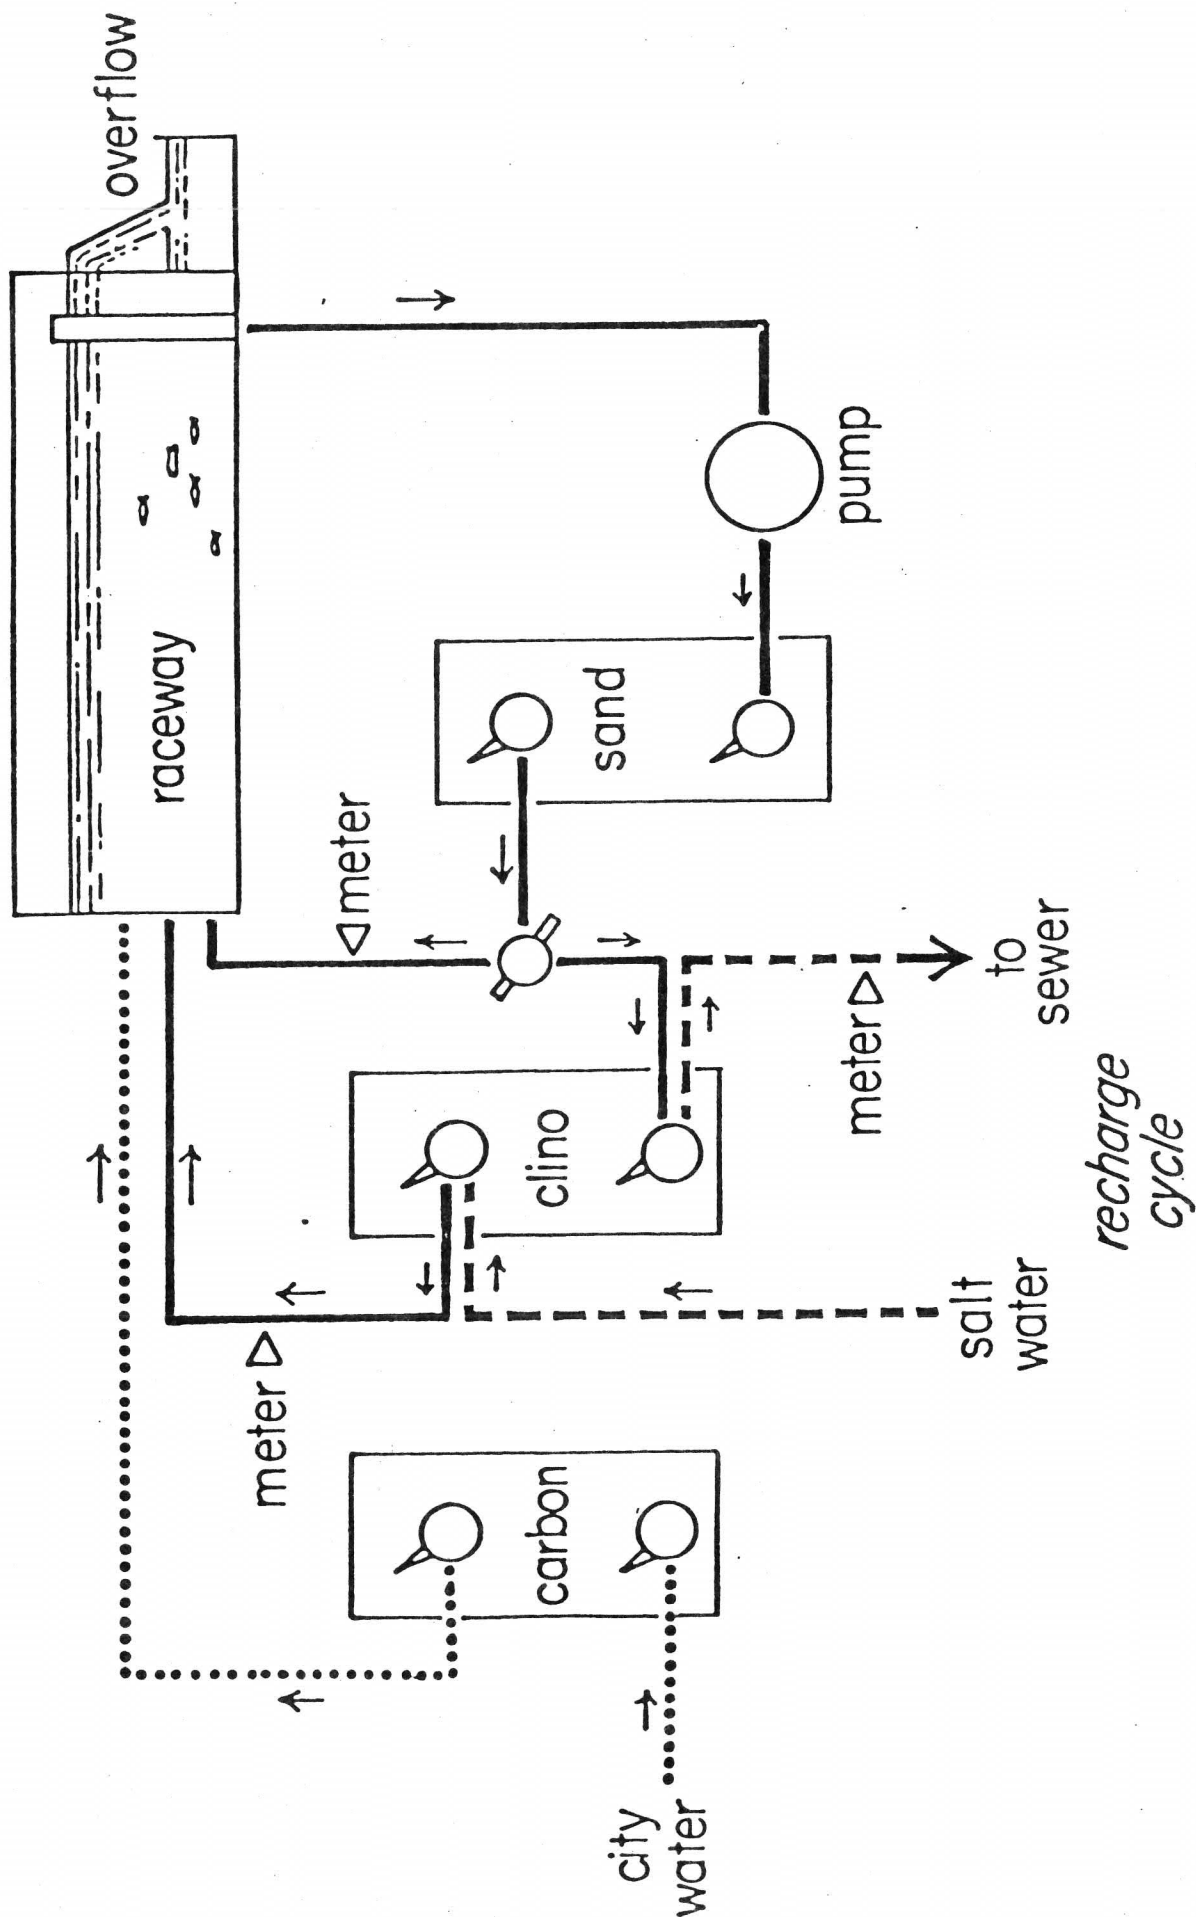 overflow
raceway
meter
pump
sand
meter
clino
carbon
city
water
meter
to
sewer
salt
water
recharge
cycle